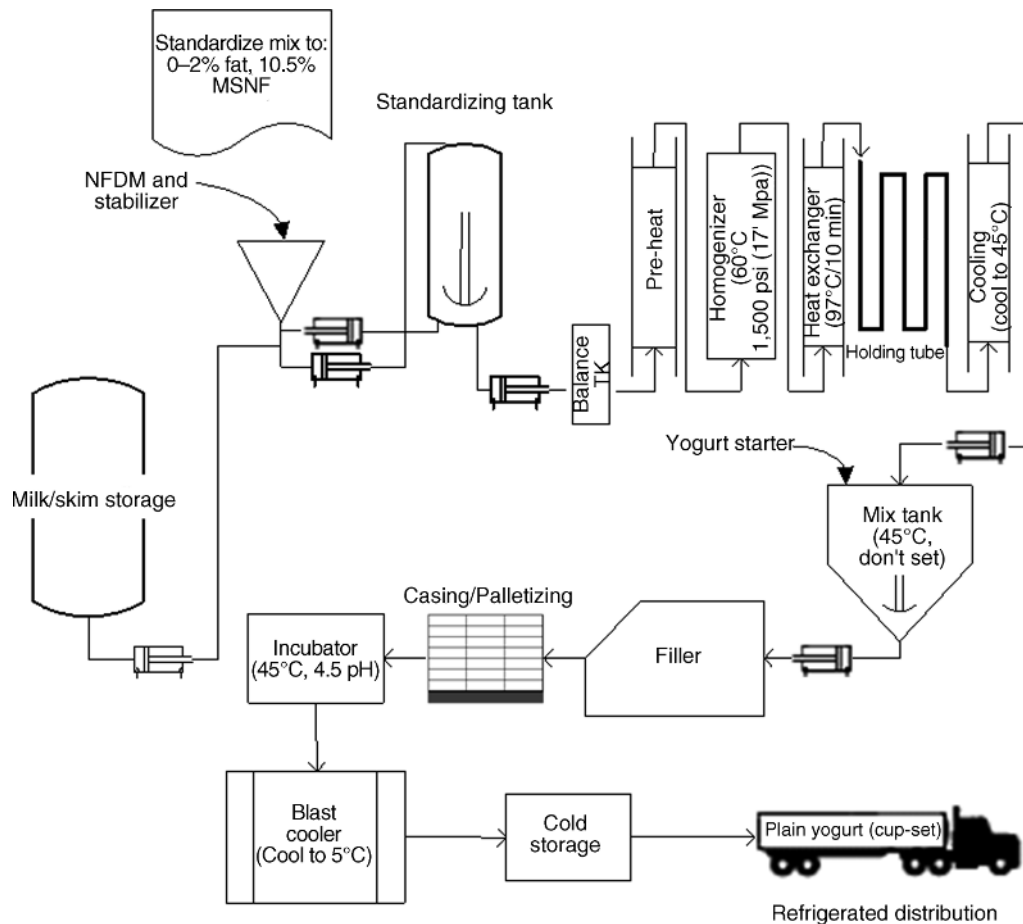 Standardize mix to:
0–2% fat, 10.5%
MSNF
Standardizing tank
NFDM and
stabilizer
Pre-heat
Homogenizer
(60°C
1,500 psi (17' Mpa))
Heat exchanger
(97°C/10 min)
Holding tube
Cooling
(cool to 45°C)
Balance
TK
Milk/skim storage
Yogurt starter
Mix tank
(45°C,
don't set)
Casing/Palletizing
Incubator
(45°C, 4.5 pH)
Filler
Blast
cooler
(Cool to 5°C)
Cold
storage
Plain yogurt (cup-set)
Refrigerated distribution